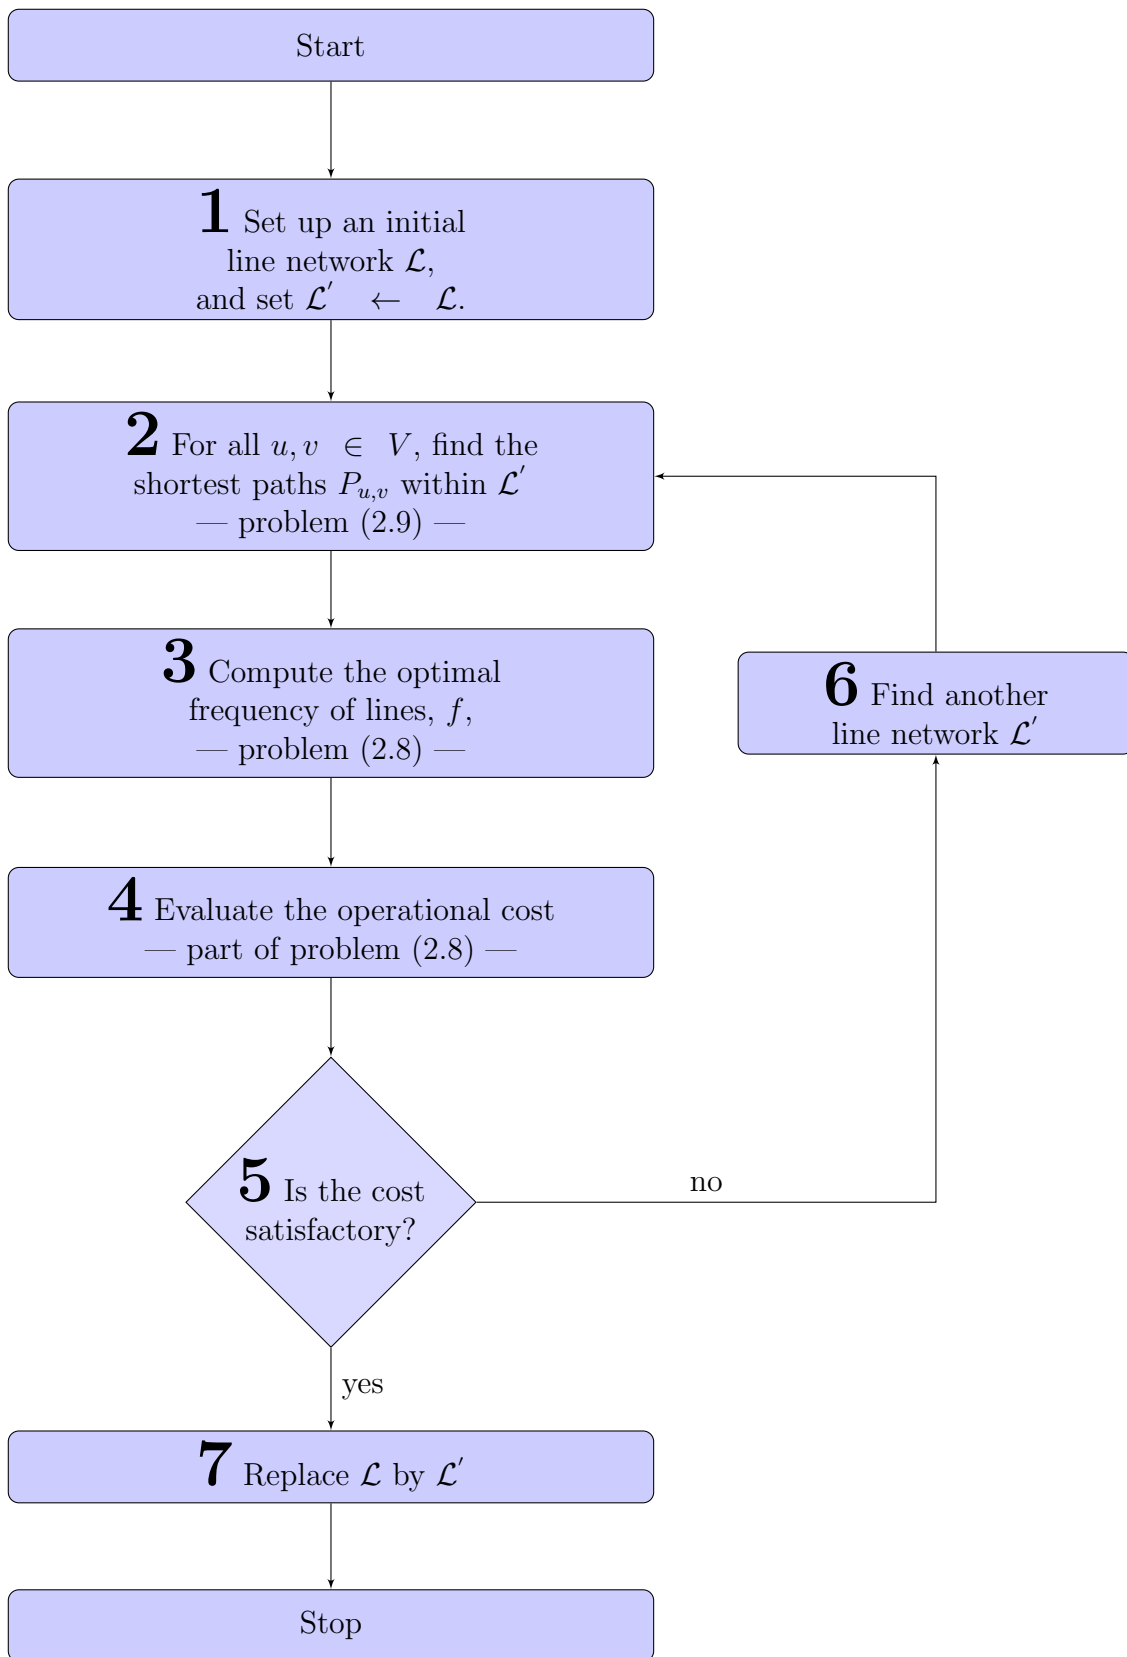 Start
1 Set up an initial
line network ℒ,
and set ℒ′ ← ℒ.
2 For all u, v ∈ V, find the
shortest paths Pᵤ,ᵥ within ℒ′
— problem (2.9) —
3 Compute the optimal
frequency of lines, f,
— problem (2.8) —
6 Find another
line network ℒ′
4 Evaluate the operational cost
— part of problem (2.8) —
5 Is the cost
satisfactory?
no
yes
7 Replace ℒ by ℒ′
Stop